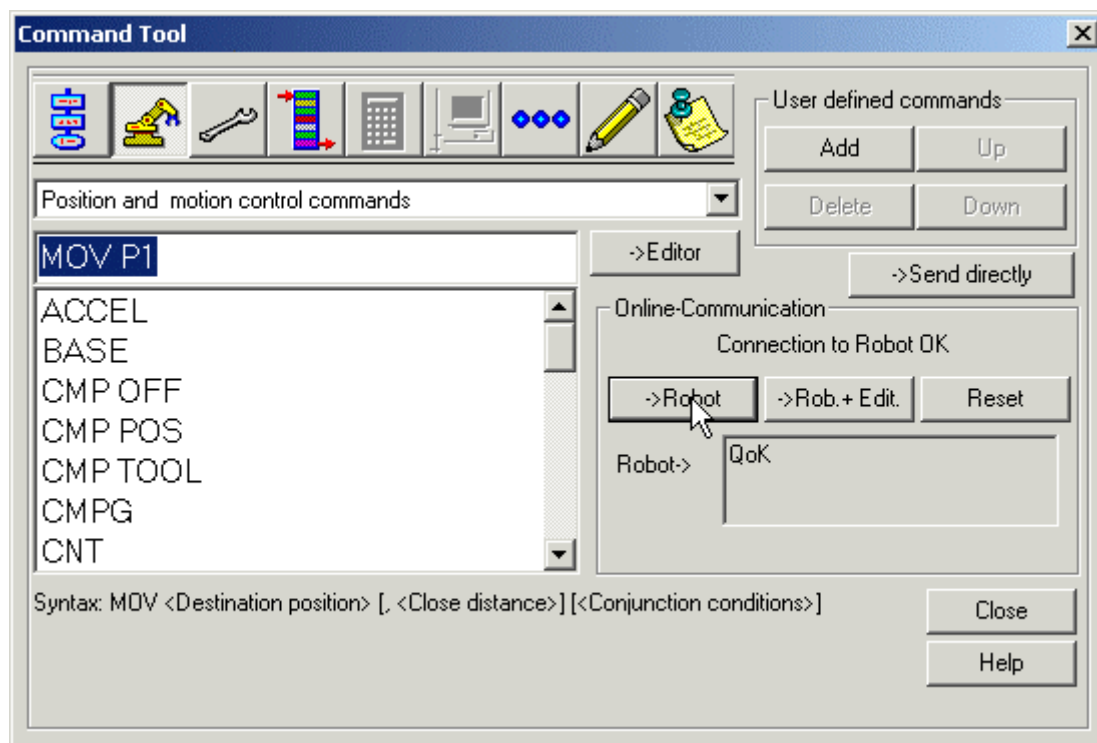 Command Tool
User defined commands
Add
Up
Delete
Down
Position and motion control commands
MOV P1
->Editor
->Send directly
ACCEL
BASE
CMP OFF
CMP POS
CMP TOOL
CMPG
CNT
Online-Communication
Connection to Robot OK
->Robot
->Rob.+ Edit.
Reset
Robot->
QoK
Syntax: MOV <Destination position> [, <Close distance>] [<Conjunction conditions>]
Close
Help